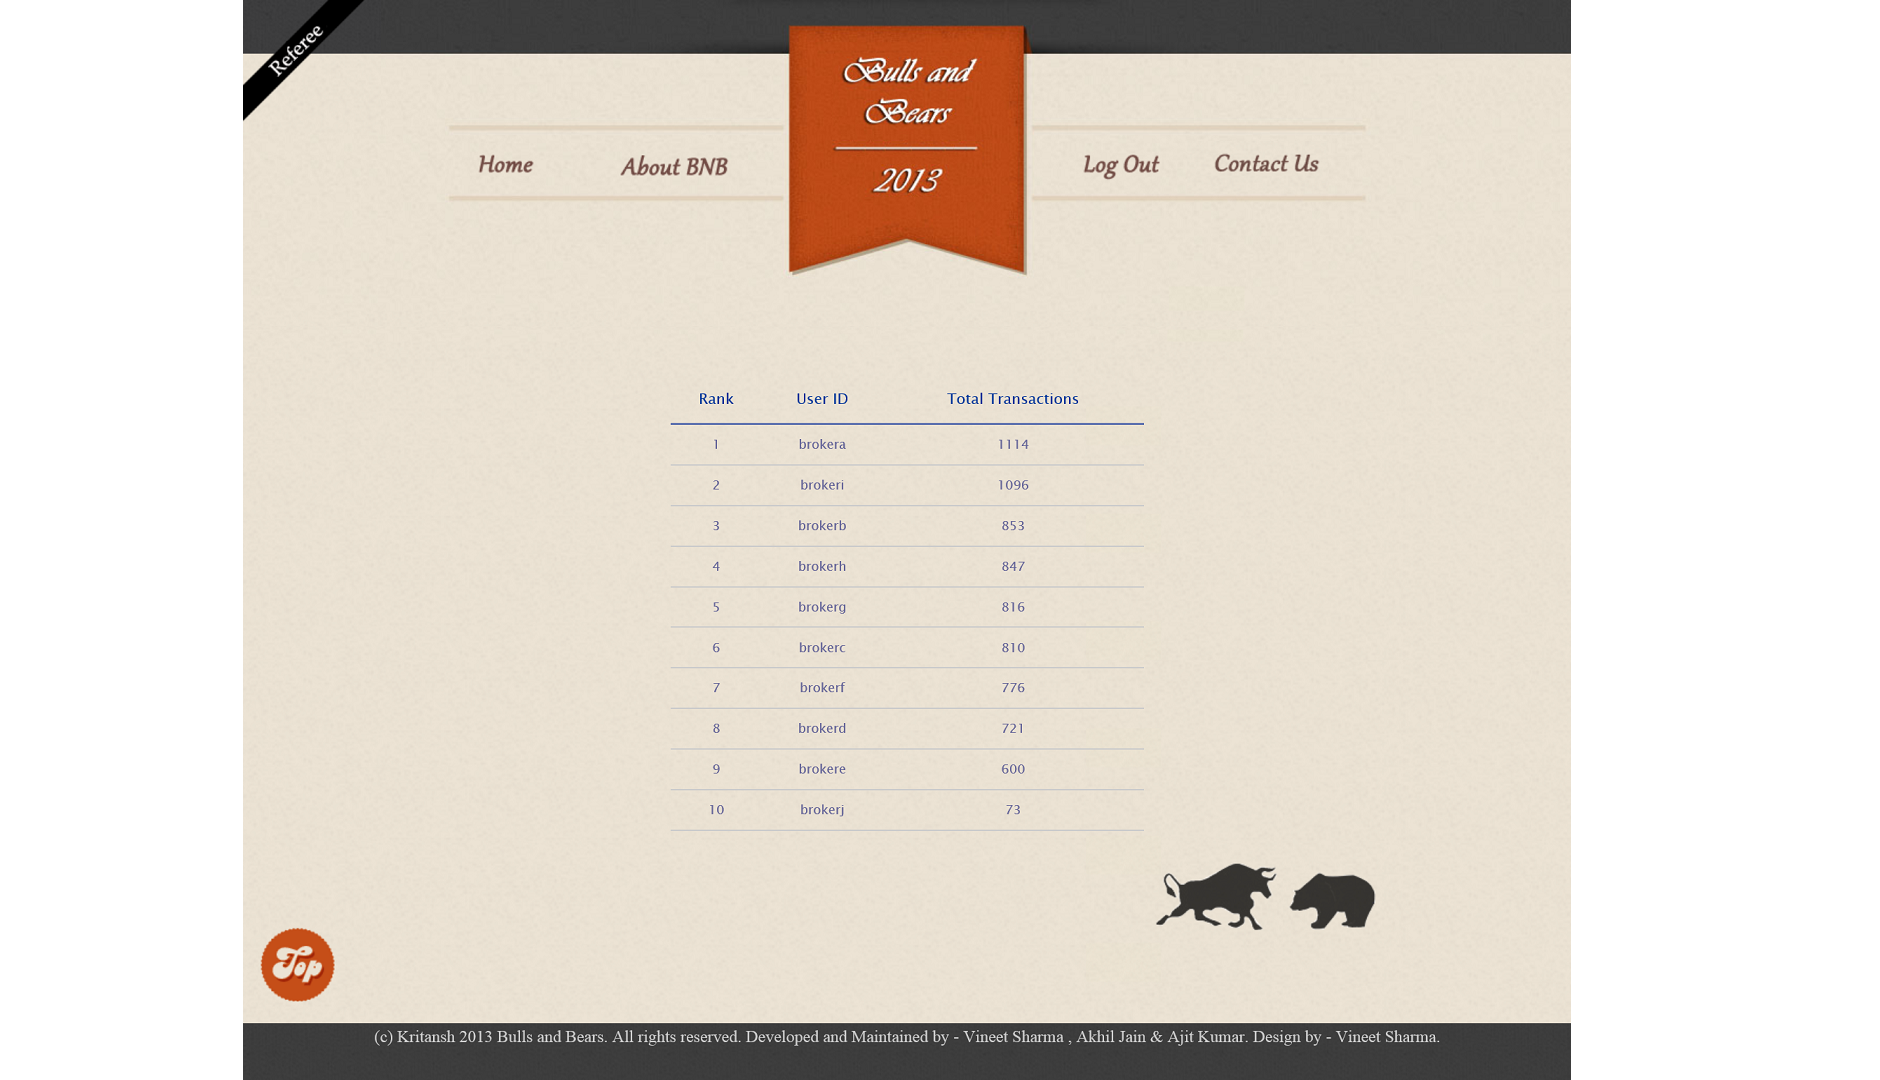 Referee
Bulls and
Bears
2013
Home About BNB Log Out Contact Us
Rank User ID Total Transactions
1 brokera 1114
2 brokeri 1096
3 brokerb 853
4 brokerh 847
5 brokerg 816
6 brokerc 810
7 brokerf 776
8 brokerd 721
9 brokere 600
10 brokerj 73
Top
(c) Kritansh 2013 Bulls and Bears. All rights reserved. Developed and Maintained by - Vineet Sharma , Akhil Jain & Ajit Kumar. Design by - Vineet Sharma.